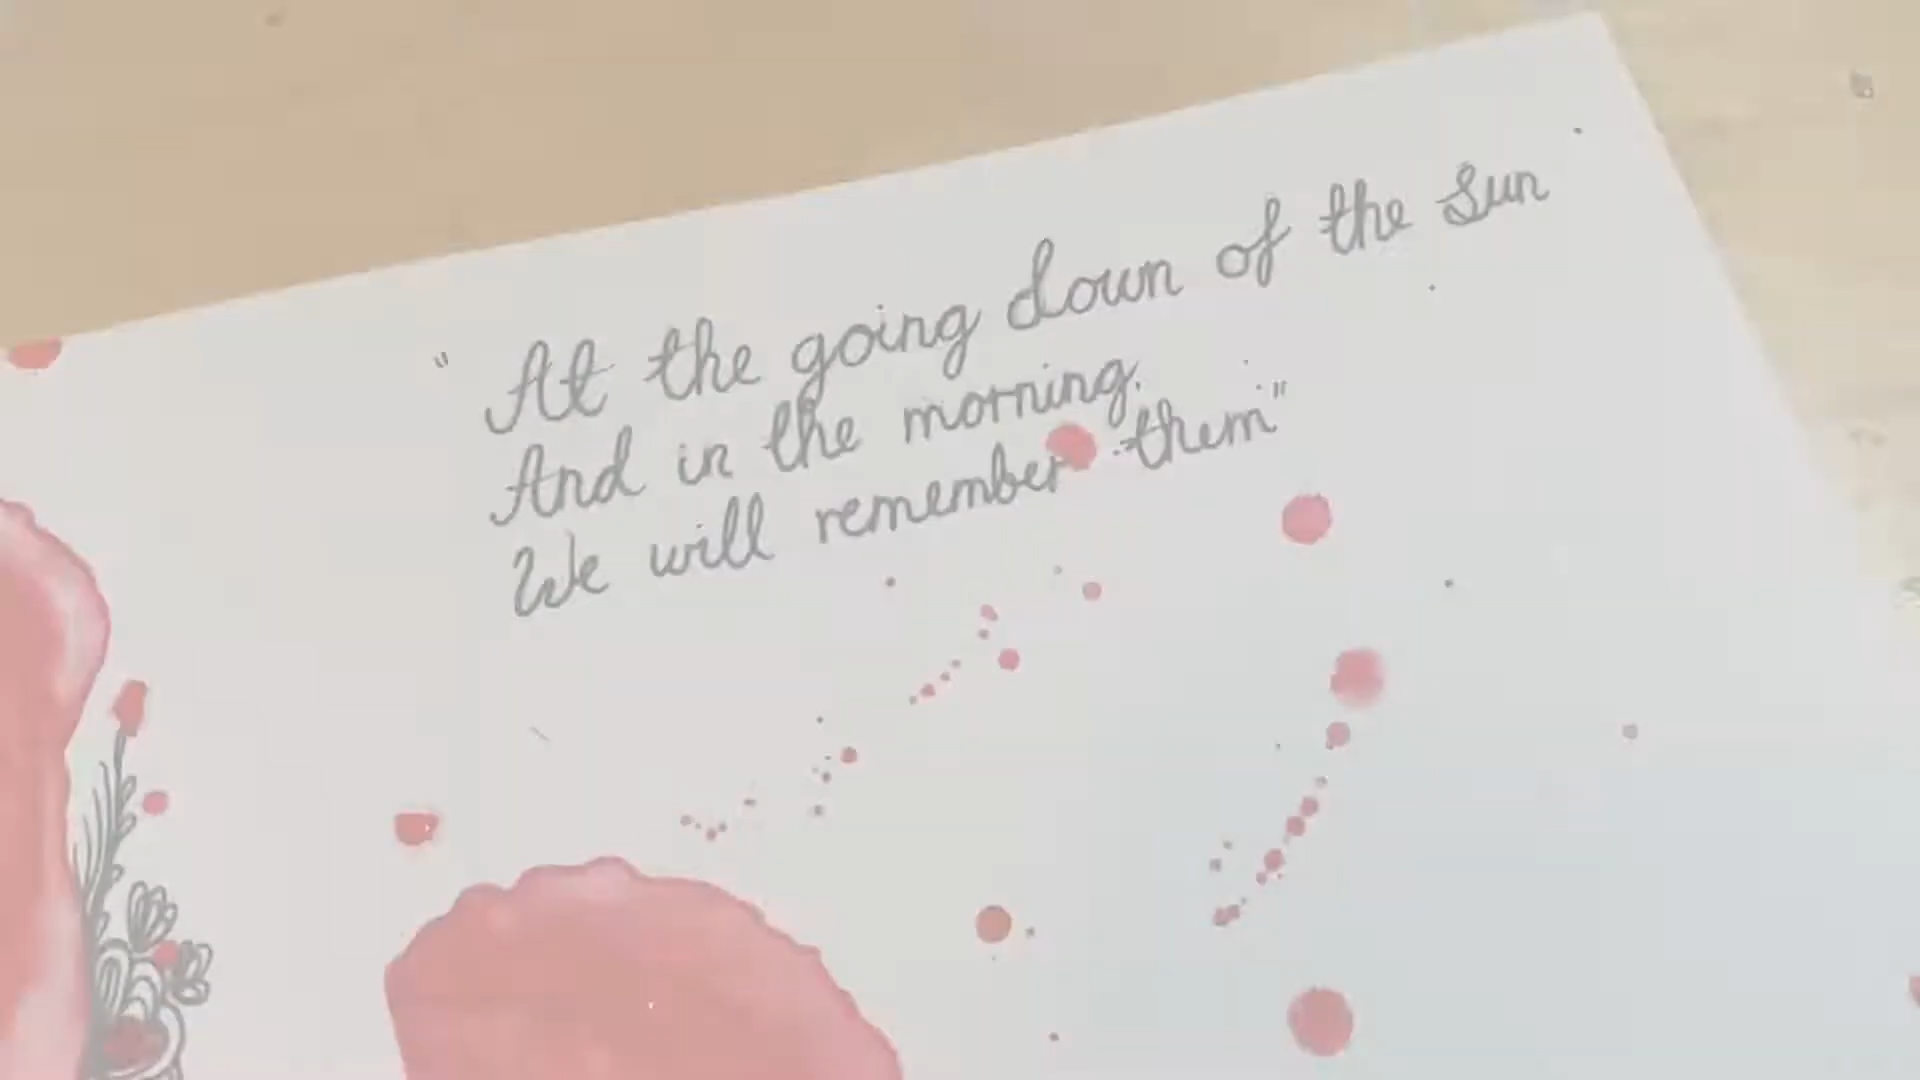 "At the going down of the Sun
And in the morning.
We will remember them"